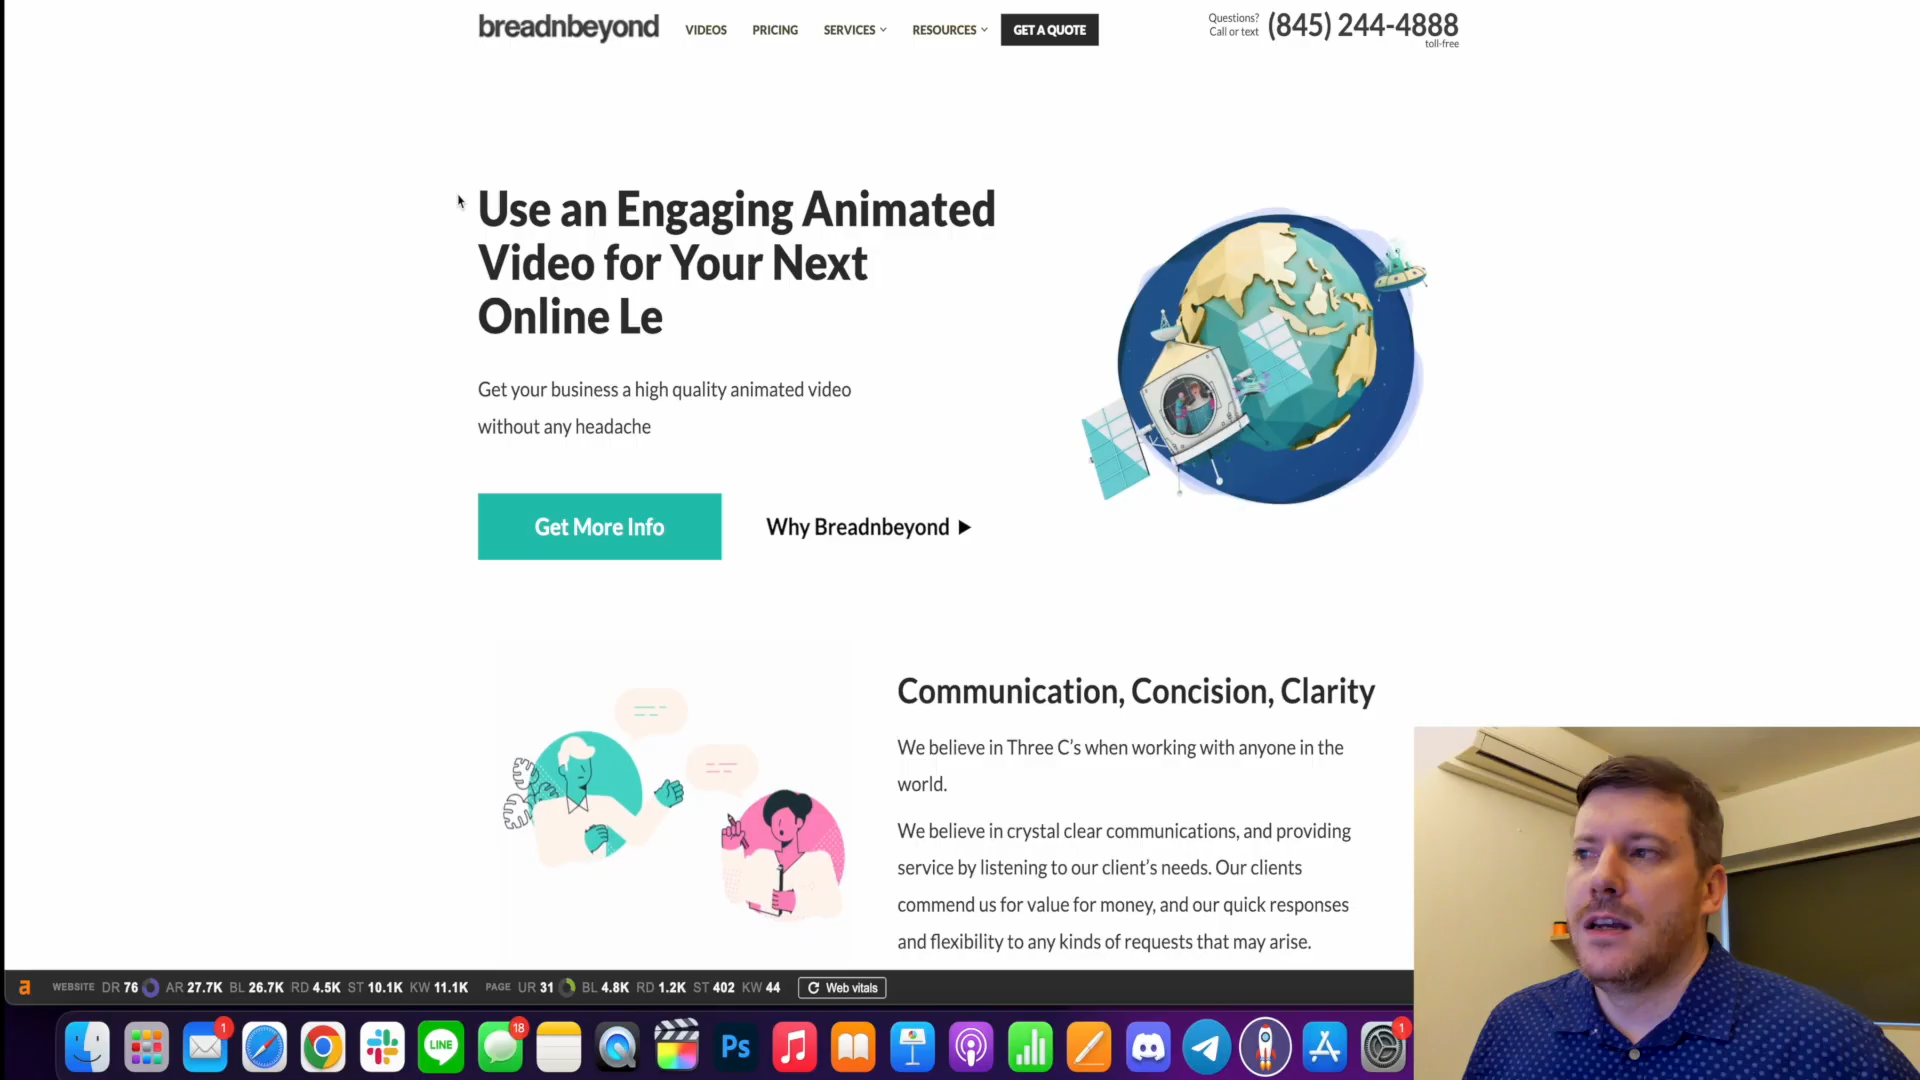 breadnbeyond
VIDEOS
PRICING
SERVICES
RESOURCES
GET A QUOTE
Questions?
Call or text
(845) 244-4888
toll-free
Use an Engaging Animated
Video for Your Next
Online Le
Get your business a high quality animated video
without any headache
Get More Info
Why Breadnbeyond
Communication, Concision, Clarity
We believe in Three C's when working with anyone in the
world.
We believe in crystal clear communications, and providing
service by listening to our client's needs. Our clients
commend us for value for money, and our quick responses
and flexibility to any kinds of requests that may arise.
a WEBSITE DR 76 AR 27.7K BL 26.7K RD 4.5K ST 10.1K KW 11.1K PAGE UR 31 BL 4.8K RD 1.2K ST 402 KW 44 Web vitals
1
LINE
18
Ps
1